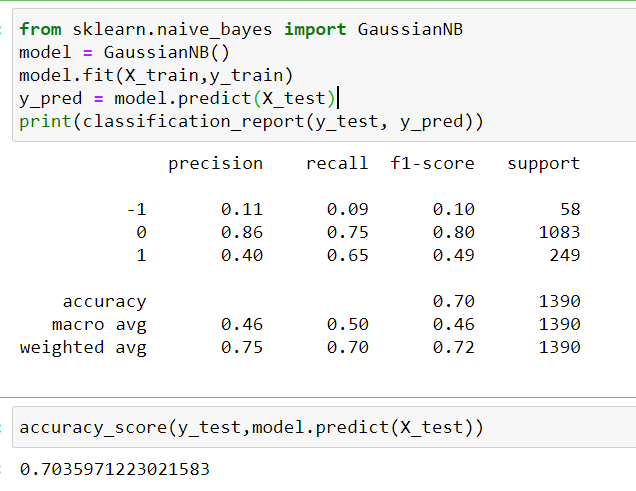 from sklearn.naive_bayes import GaussianNB
model = GaussianNB()
model.fit(X_train,y_train)
y_pred = model.predict(X_test)
print(classification_report(y_test, y_pred))
precision recall f1-score support
-1 0.11 0.09 0.10 58
0 0.86 0.75 0.80 1083
1 0.40 0.65 0.49 249
accuracy 0.70 1390
macro avg 0.46 0.50 0.46 1390
weighted avg 0.75 0.70 0.72 1390
accuracy_score(y_test,model.predict(X_test))
0.7035971223021583